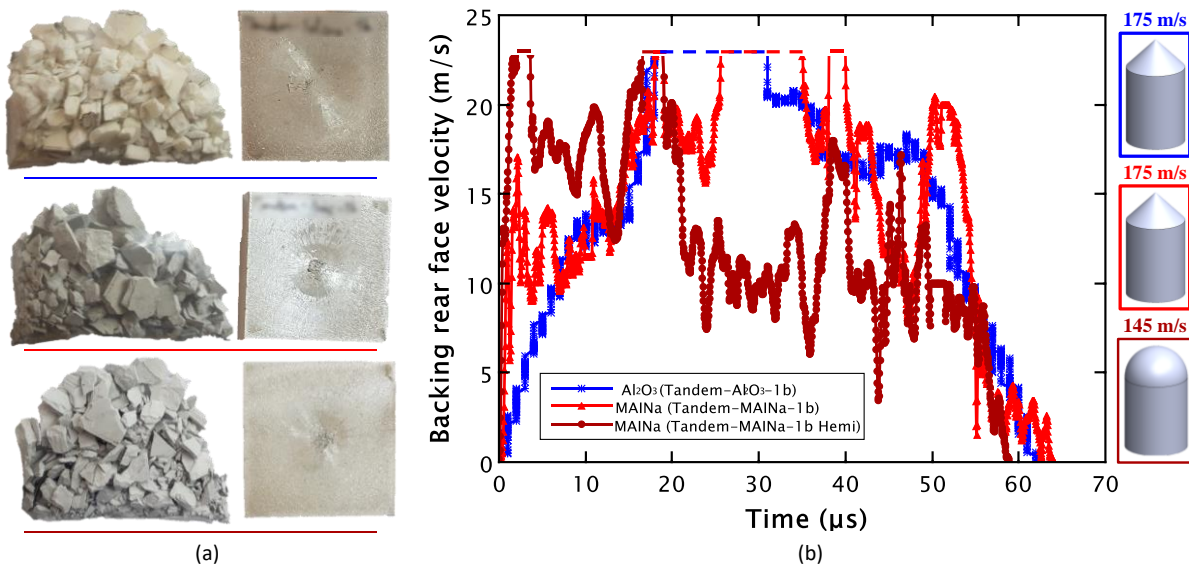 25
20
15
10
5
0
0
10
20
30
40
50
60
70
Backing rear face velocity (m/s)
Time (μs)
Al₂O₃ (Tandem-Al₂O₃-1b)
MAlNa (Tandem-MAlNa-1b)
MAlNa (Tandem-MAlNa-1b Hemi)
175 m/s
175 m/s
145 m/s
(a)
(b)